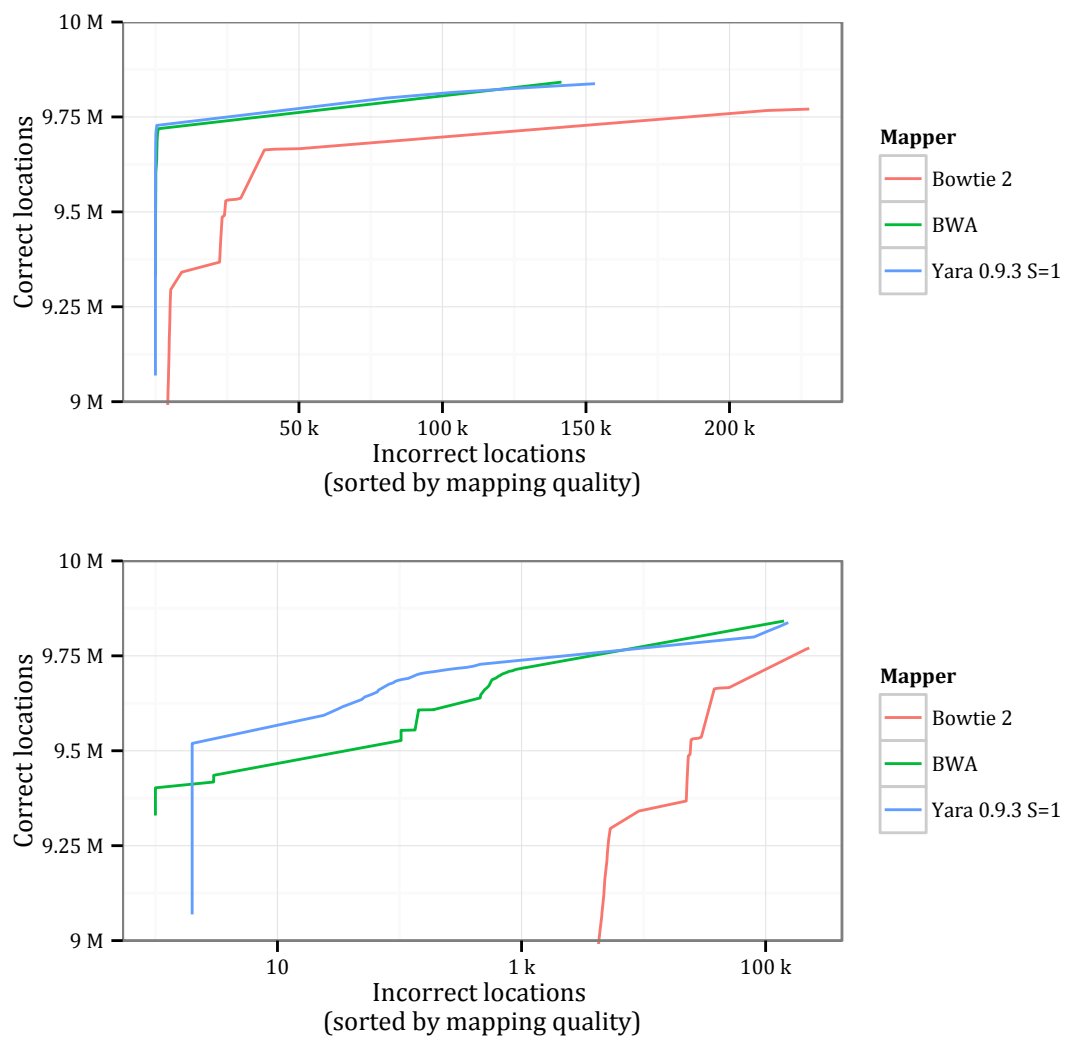 10 M
9.75 M
9.5 M
9.25 M
9 M
Correct locations
50 k 100 k 150 k 200 k
Incorrect locations
(sorted by mapping quality)
Mapper
Bowtie 2
BWA
Yara 0.9.3 S=1
10 M
9.75 M
9.5 M
9.25 M
9 M
Correct locations
10 1 k 100 k
Incorrect locations
(sorted by mapping quality)
Mapper
Bowtie 2
BWA
Yara 0.9.3 S=1